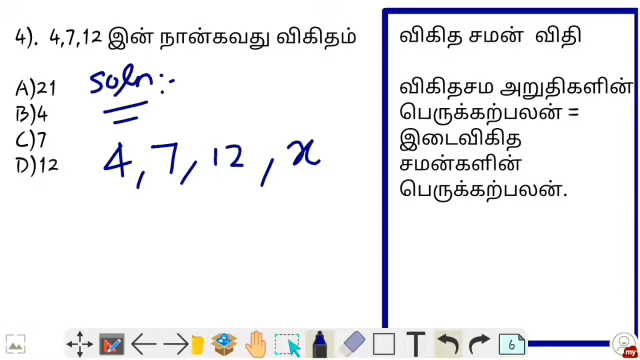 4). 4,7,12 இன் நான்கவது விகிதம்
A)21
B)4
C)7
D)12
Soln:-
4, 7, 12, x
விகித சமன் விதி
விகிதசம அறுதிகளின்
பெருக்கற்பலன் =
இடைவிகித
சமன்களின்
பெருக்கற்பலன்.
T
6
my